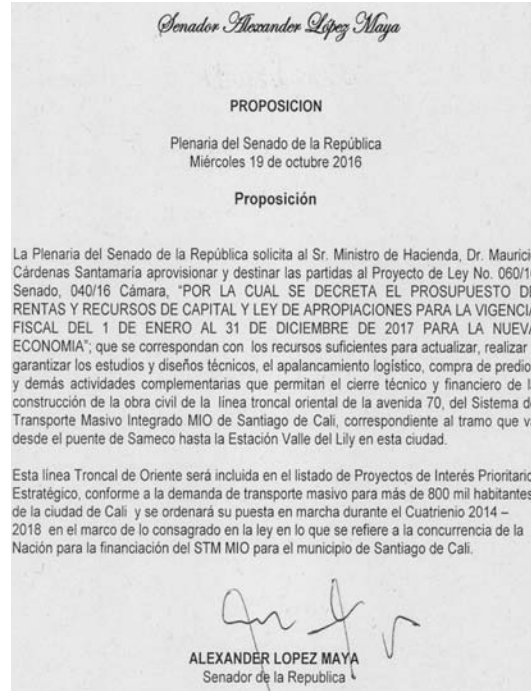 Senador Alexander López Maya
PROPOSICION
Plenaria del Senado de la República
Miércoles 19 de octubre 2016
Proposición
La Plenaria del Senado de la República solicita al Sr. Ministro de Hacienda, Dr. Maurici
Cárdenas Santamaría aprovisionar y destinar las partidas al Proyecto de Ley No. 060/16
Senado, 040/16 Cámara, "POR LA CUAL SE DECRETA EL PROSUPUESTO DE
RENTAS Y RECURSOS DE CAPITAL Y LEY DE APROPIACIONES PARA LA VIGENCIA
FISCAL DEL 1 DE ENERO AL 31 DE DICIEMBRE DE 2017 PARA LA NUEVA
ECONOMIA"; que se correspondan con los recursos suficientes para actualizar, realizar
garantizar los estudios y diseños técnicos, el apalancamiento logístico, compra de predio
y demás actividades complementarias que permitan el cierre técnico y financiero de l
construcción de la obra civil de la línea troncal oriental de la avenida 70, del Sistema d
Transporte Masivo Integrado MIO de Santiago de Cali, correspondiente al tramo que v
desde el puente de Sameco hasta la Estación Valle del Lily en esta ciudad.
Esta línea Troncal de Oriente será incluida en el listado de Proyectos de Interés Prioritario
Estratégico, conforme a la demanda de transporte masivo para más de 800 mil habitantes
de la ciudad de Cali y se ordenará su puesta en marcha durante el Cuatrienio 2014 –
2018 en el marco de lo consagrado en la ley en lo que se refiere a la concurrencia de la
Nación para la financiación del STM MIO para el municipio de Santiago de Cali.
ALEXANDER LOPEZ MAYA
Senador de la Republica